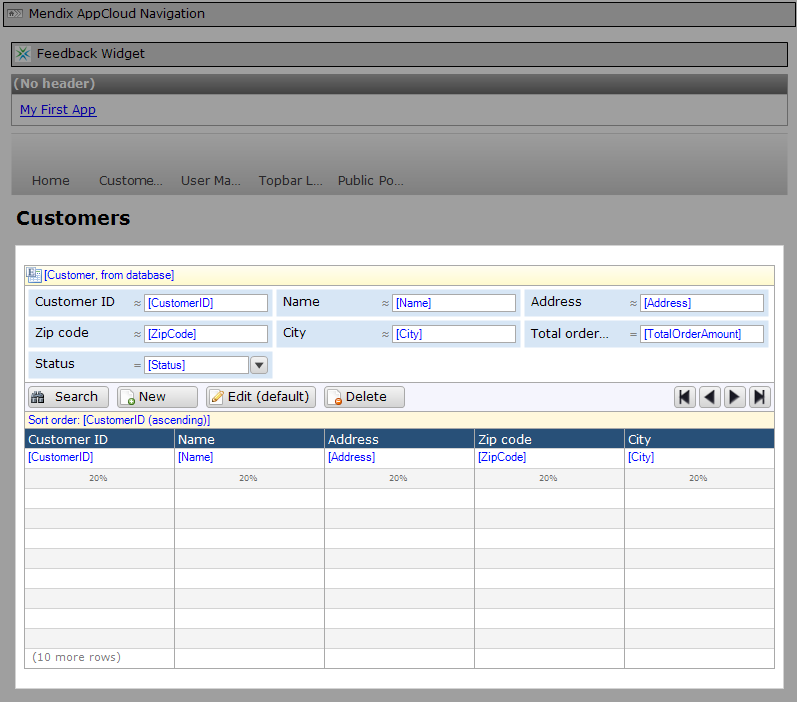 Mendix AppCloud Navigation
Feedback Widget
(No header)
My First App
Home Custome... User Ma... Topbar L... Public Po...
Customers
[Customer, from database]
Customer ID ≈ [CustomerID] Name ≈ [Name] Address ≈ [Address]
Zip code ≈ [ZipCode] City ≈ [City] Total order... = [TotalOrderAmount]
Status = [Status]
Search New Edit (default) Delete
Sort order: [CustomerID (ascending)]
Customer ID Name Address Zip code City
[CustomerID] [Name] [Address] [ZipCode] [City]
20% 20% 20% 20% 20%
(10 more rows)